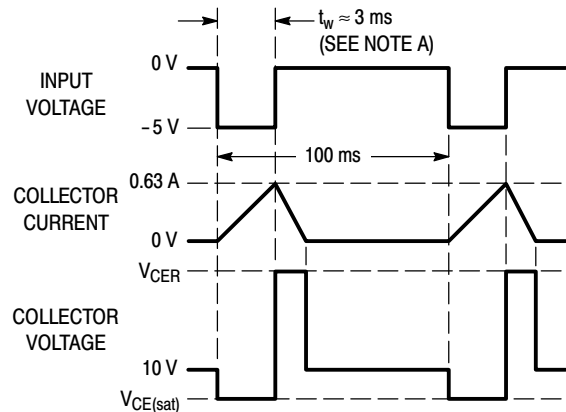 tw ≈ 3 ms
(SEE NOTE A)
INPUT
VOLTAGE
0 V
–5 V
100 ms
COLLECTOR
CURRENT
0.63 A
0 V
VCER
COLLECTOR
VOLTAGE
10 V
VCE(sat)